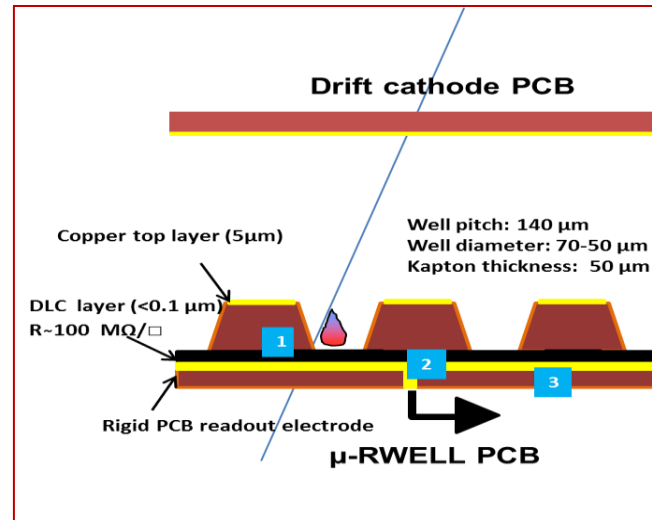 Drift cathode PCB
Well pitch: 140 µm
Well diameter: 70-50 µm
Kapton thickness: 50 µm
Copper top layer (5µm)
DLC layer (<0.1 µm)
R~100 MΩ/□
1
2
3
Rigid PCB readout electrode
µ-RWELL PCB